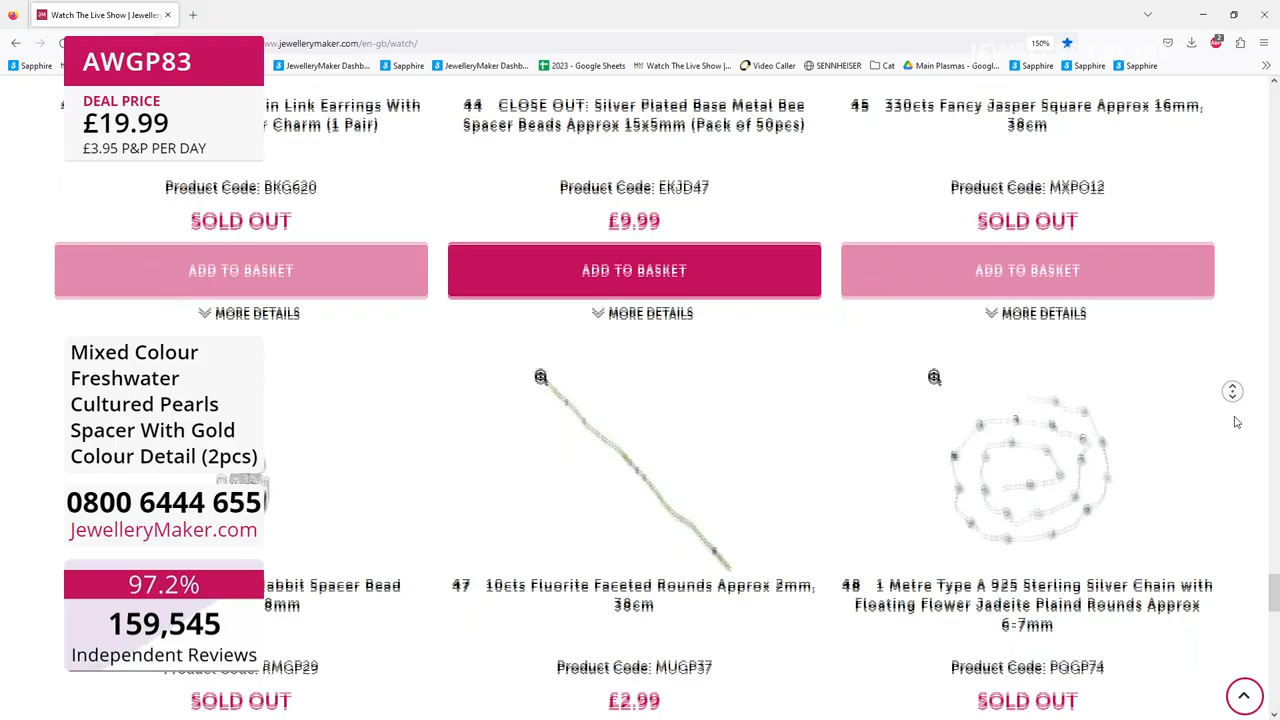 Watch The Live Show | Jeweller
ww.jewellerymaker.com/en-gb/watch/
150%
2
Sapphire
JewelleryMaker Dashb...
Sapphire
JewelleryMaker Dashb...
2023 - Google Sheets
Watch The Live Show |...
Video Caller
SENNHEISER
Cat
Main Plasmas - Googl...
Sapphire
Sapphire
Sapphire
AWGP83
DEAL PRICE
£19.99
£3.95 P&P PER DAY
in Link Earrings With
Charm (1 Pair)
44 CLOSE OUT: Silver Plated Base Metal Bee
Spacer Beads Approx 15x5mm (Pack of 50pcs)
45 330cts Fancy Jasper Square Approx 16mm,
38cm
Product Code: BKG620
Product Code: EKJD47
Product Code: MXPO12
SOLD OUT
£9.99
SOLD OUT
ADD TO BASKET
ADD TO BASKET
ADD TO BASKET
MORE DETAILS
MORE DETAILS
MORE DETAILS
Mixed Colour
Freshwater
Cultured Pearls
Spacer With Gold
Colour Detail (2pcs)
0800 6444 655
JewelleryMaker.com
97.2%
159,545
Independent Reviews
abbit Spacer Bead
8mm
47 10cts Fluorite Faceted Rounds Approx 2mm,
38cm
48 1 Metre Type A 925 Sterling Silver Chain with
Floating Flower Jadeite Plaind Rounds Approx
6-7mm
Product Code: RMGP29
Product Code: MUGP37
Product Code: PQGP74
SOLD OUT
£2.99
SOLD OUT